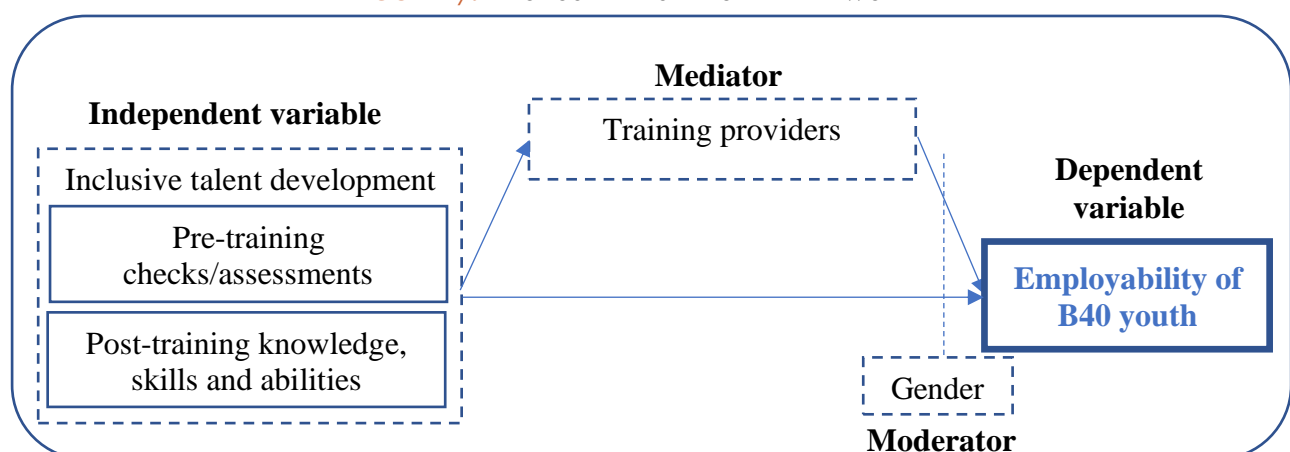 Mediator
Independent variable
Training providers
Inclusive talent development
Pre-training
checks/assessments
Post-training knowledge,
skills and abilities
Dependent
variable
Employability of
B40 youth
Gender
Moderator